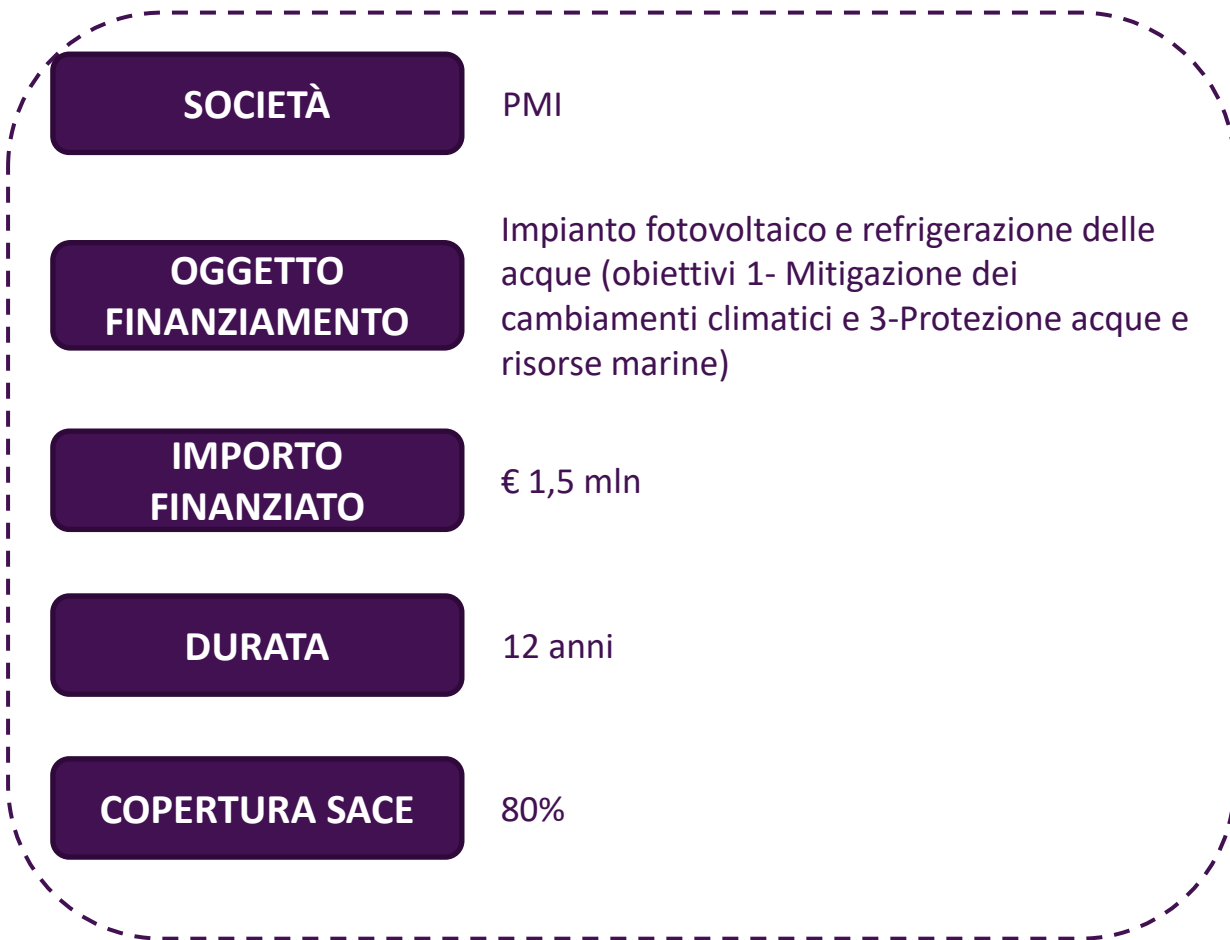 SOCIETÀ
PMI
OGGETTO
FINANZIAMENTO
Impianto fotovoltaico e refrigerazione delle
acque (obiettivi 1- Mitigazione dei
cambiamenti climatici e 3-Protezione acque e
risorse marine)
IMPORTO
FINANZIATO
€ 1,5 mln
DURATA
12 anni
COPERTURA SACE
80%